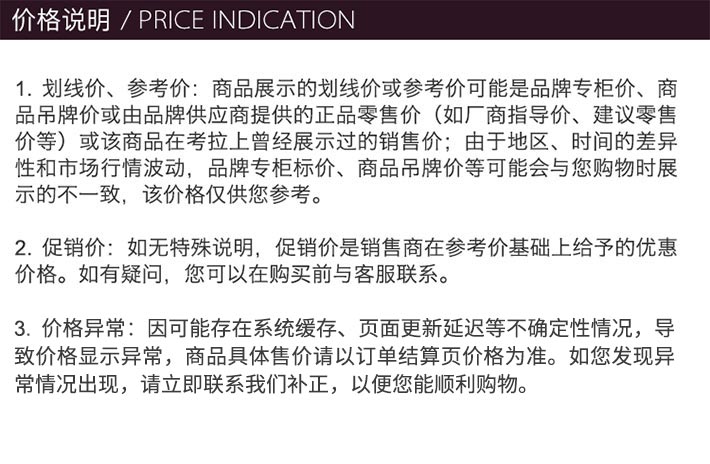 价格说明 / PRICE INDICATION
1. 划线价、参考价：商品展示的划线价或参考价可能是品牌专柜价、商
品吊牌价或由品牌供应商提供的正品零售价（如厂商指导价、建议零售
价等）或该商品在考拉上曾经展示过的销售价；由于地区、时间的差异
性和市场行情波动，品牌专柜标价、商品吊牌价等可能会与您购物时展
示的不一致，该价格仅供您参考。
2. 促销价：如无特殊说明，促销价是销售商在参考价基础上给予的优惠
价格。如有疑问，您可以在购买前与客服联系。
3. 价格异常：因可能存在系统缓存、页面更新延迟等不确定性情况，导
致价格显示异常，商品具体售价请以订单结算页价格为准。如您发现异
常情况出现，请立即联系我们补正，以便您能顺利购物。